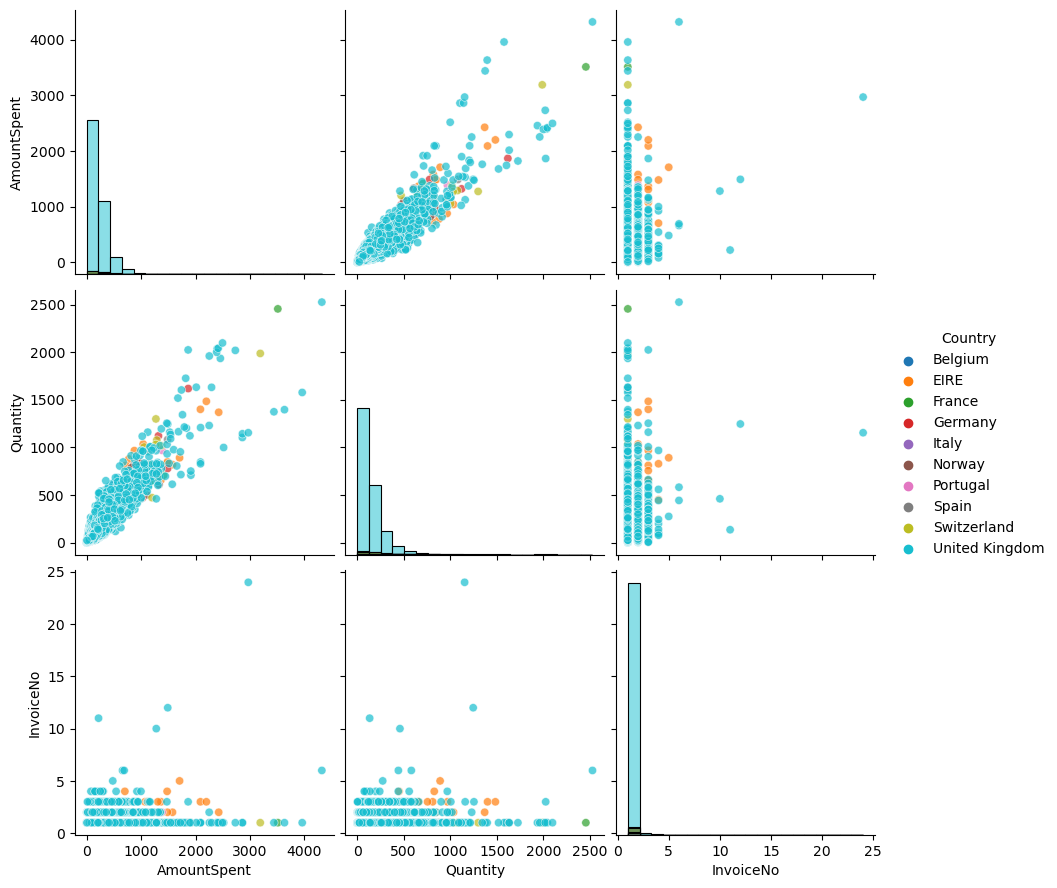 4000
3000
2000
1000
0
AmountSpent
2500
2000
1500
1000
500
0
Quantity
25
20
15
10
5
0
InvoiceNo
0 1000 2000 3000 4000
AmountSpent
0 500 1000 1500 2000 2500
Quantity
0 5 10 15 20 25
InvoiceNo
Country
Belgium
EIRE
France
Germany
Italy
Norway
Portugal
Spain
Switzerland
United Kingdom